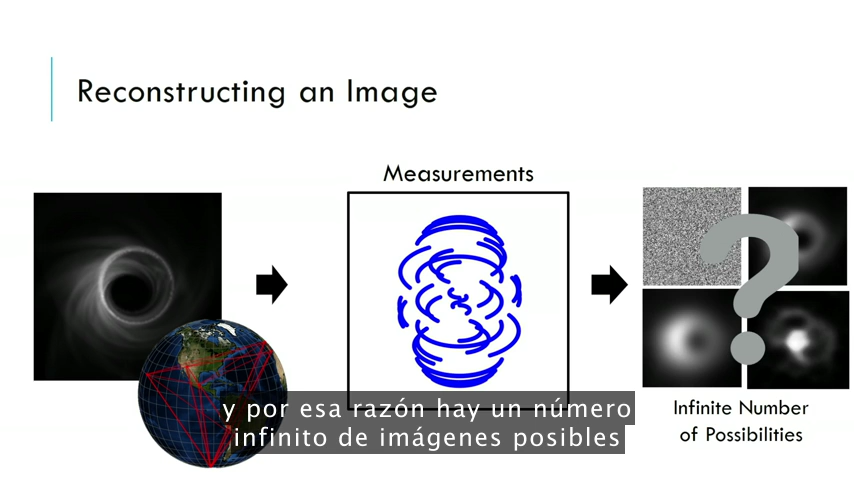 Reconstructing an Image
Measurements
Infinite Number
of Possibilities
y por esa razón hay un número
infinito de imágenes posibles